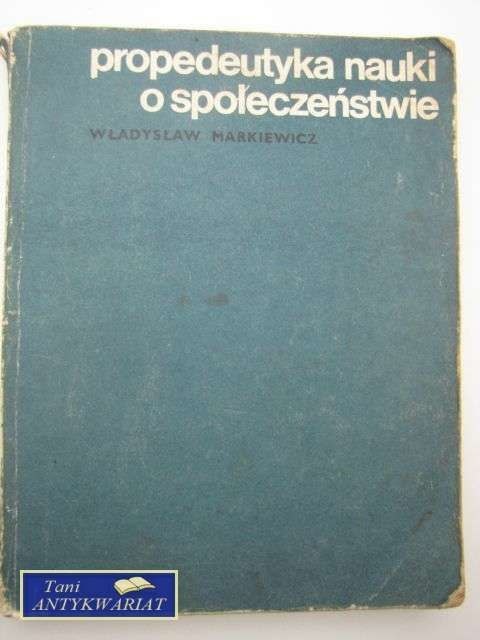 propedeutyka nauki
o społeczeństwie
WŁADYSŁAW MARKIEWICZ
Tani
ANTYKWARIAT